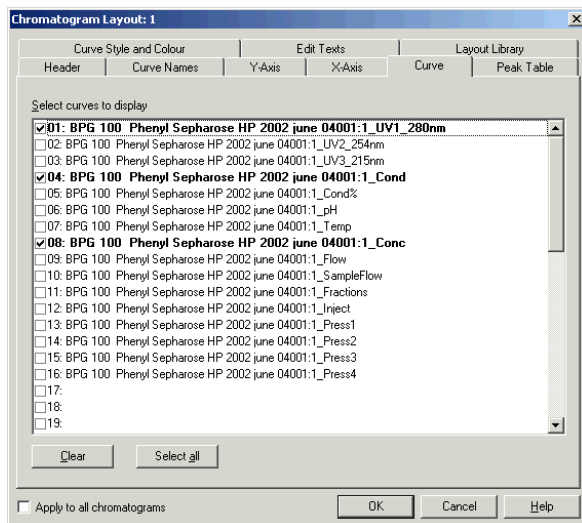 Chromatogram Layout: 1
Curve Style and Colour Edit Texts Layout Library
Header Curve Names Y-Axis X-Axis Curve Peak Table
Select curves to display
01: BPG 100 Phenyl Sepharose HP 2002 june 04001:1_UV1_280nm
02: BPG 100 Phenyl Sepharose HP 2002 june 04001:1_UV2_254nm
03: BPG 100 Phenyl Sepharose HP 2002 june 04001:1_UV3_215nm
04: BPG 100 Phenyl Sepharose HP 2002 june 04001:1_Cond
05: BPG 100 Phenyl Sepharose HP 2002 june 04001:1_Cond%
06: BPG 100 Phenyl Sepharose HP 2002 june 04001:1_pH
07: BPG 100 Phenyl Sepharose HP 2002 june 04001:1_Temp
08: BPG 100 Phenyl Sepharose HP 2002 june 04001:1_Conc
09: BPG 100 Phenyl Sepharose HP 2002 june 04001:1_Flow
10: BPG 100 Phenyl Sepharose HP 2002 june 04001:1_SampleFlow
11: BPG 100 Phenyl Sepharose HP 2002 june 04001:1_Fractions
12: BPG 100 Phenyl Sepharose HP 2002 june 04001:1_Inject
13: BPG 100 Phenyl Sepharose HP 2002 june 04001:1_Press1
14: BPG 100 Phenyl Sepharose HP 2002 june 04001:1_Press2
15: BPG 100 Phenyl Sepharose HP 2002 june 04001:1_Press3
16: BPG 100 Phenyl Sepharose HP 2002 june 04001:1_Press4
17:
18:
19:
Clear Select all
Apply to all chromatograms OK Cancel Help